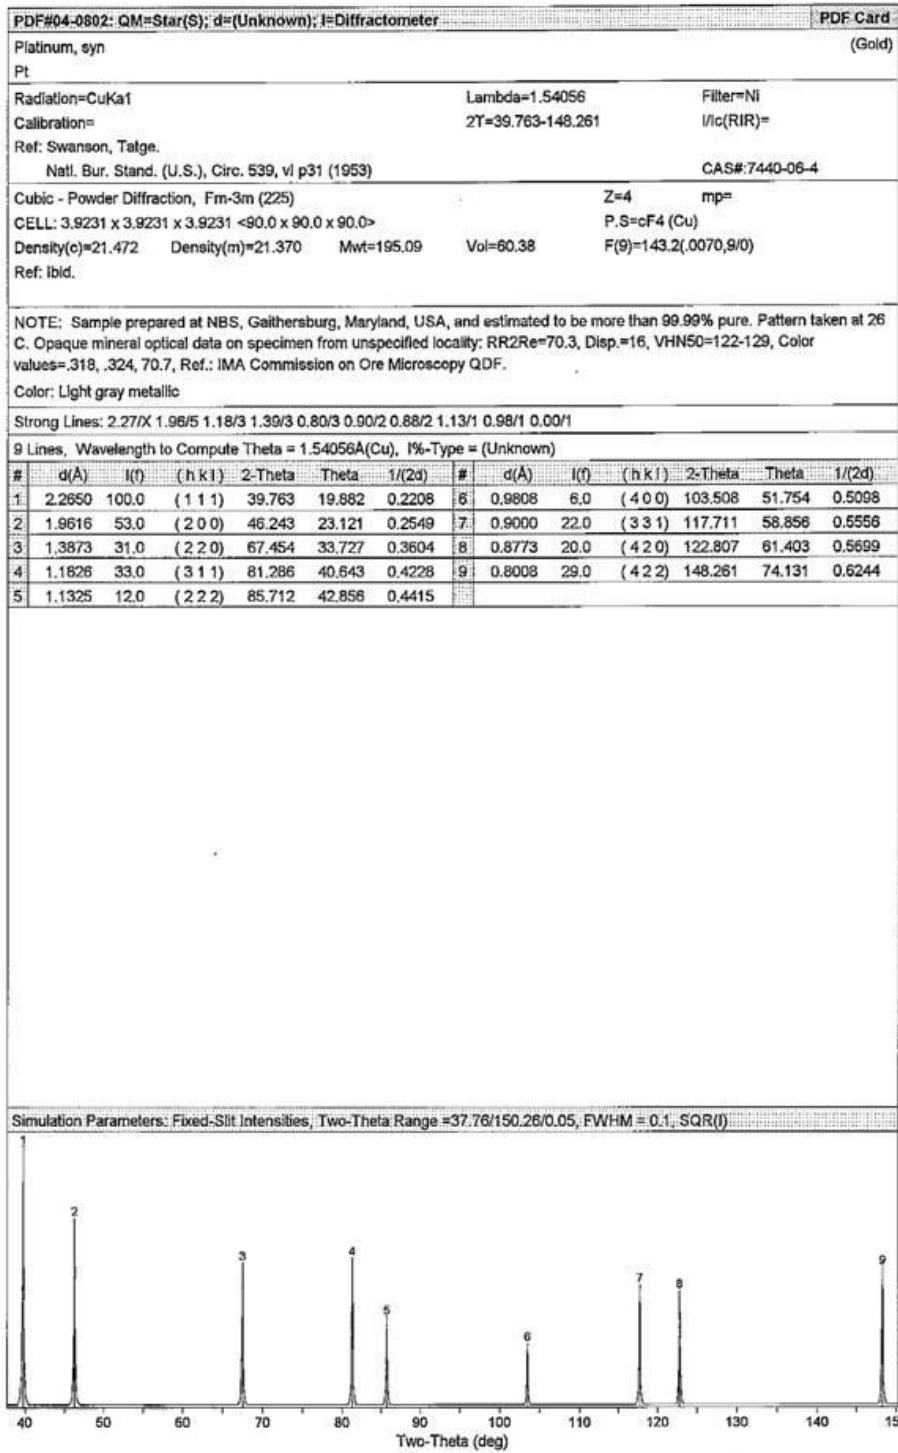 PDF#04-0802: QM=Star(S); d=(Unknown); I=Diffractometer PDF Card
Platinum, syn (Gold)
Pt
Radiation=CuKa1 Lambda=1.54056 Filter=Ni
Calibration= 2T=39.763-148.261 I/Ic(RIR)=
Ref: Swanson, Tatge.
Natl. Bur. Stand. (U.S.), Circ. 539, vI p31 (1953) CAS#:7440-06-4
Cubic - Powder Diffraction, Fm-3m (225) Z=4 mp=
CELL: 3.9231 x 3.9231 x 3.9231 <90.0 x 90.0 x 90.0> P.S=cF4 (Cu)
Density(c)=21.472 Density(m)=21.370 Mwt=195.09 Vol=60.38 F(9)=143.2(.0070,9/0)
Ref: Ibid.
NOTE: Sample prepared at NBS, Gaithersburg, Maryland, USA, and estimated to be more than 99.99% pure. Pattern taken at 26
C. Opaque mineral optical data on specimen from unspecified locality: RR2Re=70.3, Disp.=16, VHN50=122-129, Color
values=.318, .324, 70.7, Ref.: IMA Commission on Ore Microscopy QDF.
Color: Light gray metallic
Strong Lines: 2.27/X 1.96/5 1.18/3 1.39/3 0.80/3 0.90/2 0.88/2 1.13/1 0.98/1 0.00/1
9 Lines, Wavelength to Compute Theta = 1.54056A(Cu), I%-Type = (Unknown)
# d(Å) I(f) (h k l) 2-Theta Theta 1/(2d) # d(Å) I(f) (h k l) 2-Theta Theta 1/(2d)
1 2.2650 100.0 (1 1 1) 39.763 19.882 0.2208 6 0.9808 6.0 (4 0 0) 103.508 51.754 0.5098
2 1.9616 53.0 (2 0 0) 46.243 23.121 0.2549 7 0.9000 22.0 (3 3 1) 117.711 58.856 0.5556
3 1.3873 31.0 (2 2 0) 67.454 33.727 0.3604 8 0.8773 20.0 (4 2 0) 122.807 61.403 0.5699
4 1.1826 33.0 (3 1 1) 81.286 40.643 0.4228 9 0.8008 29.0 (4 2 2) 148.261 74.131 0.6244
5 1.1325 12.0 (2 2 2) 85.712 42.856 0.4415
Simulation Parameters: Fixed-Slit Intensities, Two-Theta Range =37.76/150.26/0.05, FWHM = 0.1, SQR(I)
1
2
3
4
5
6
7
8
9
40 50 60 70 80 90 100 110 120 130 140 15
Two-Theta (deg)